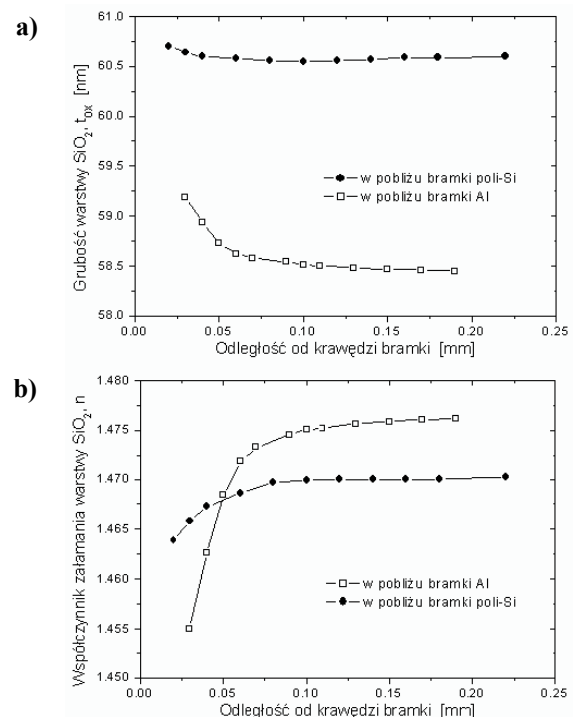 a)
61.0
60.5
60.0
59.5
59.0
58.5
58.0
Grubość warstwy SiO2, tox [nm]
w pobliżu bramki poli-Si
w pobliżu bramki Al
0.00 0.05 0.10 0.15 0.20 0.25
Odległość od krawędzi bramki [mm]
b)
1.480
1.475
1.470
1.465
1.460
1.455
1.450
Współczynnik załamania warstwy SiO2, n
w pobliżu bramki Al
w pobliżu bramki poli-Si
0.00 0.05 0.10 0.15 0.20 0.25
Odległość od krawędzi bramki [mm]